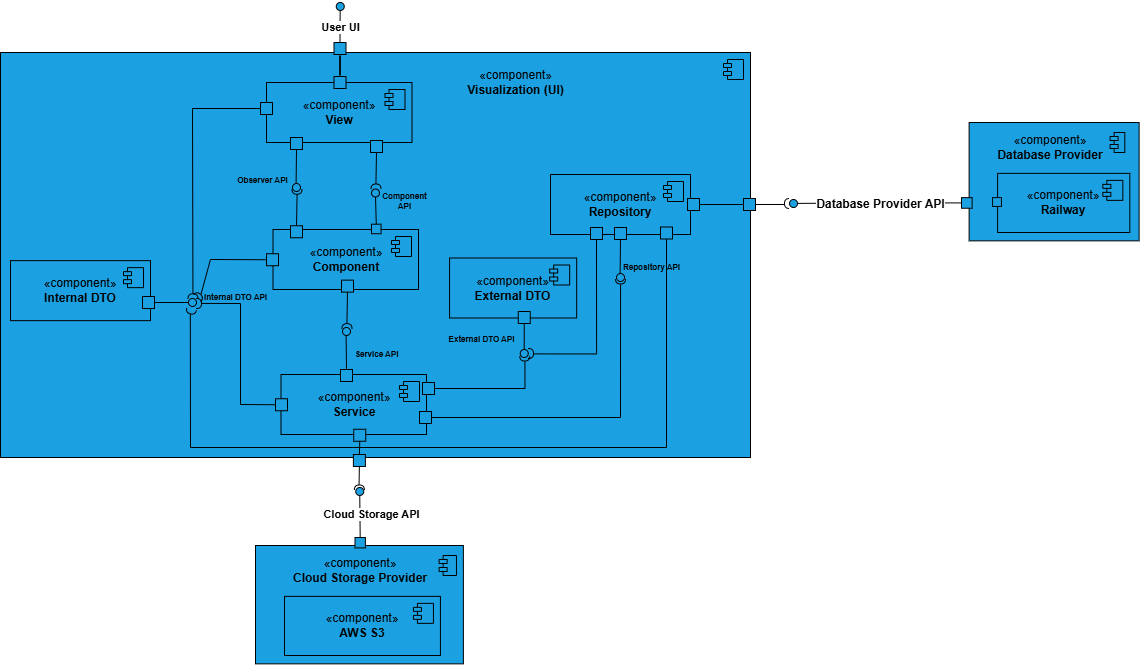 User UI
«component»
Visualization (UI)
«component»
View
Observer API
Component
API
«component»
Repository
«component»
Database Provider
«component»
Railway
Database Provider API
«component»
Component
Repository API
«component»
Internal DTO
Internal DTO API
«component»
External DTO
External DTO API
Service API
«component»
Service
Cloud Storage API
«component»
Cloud Storage Provider
«component»
AWS S3